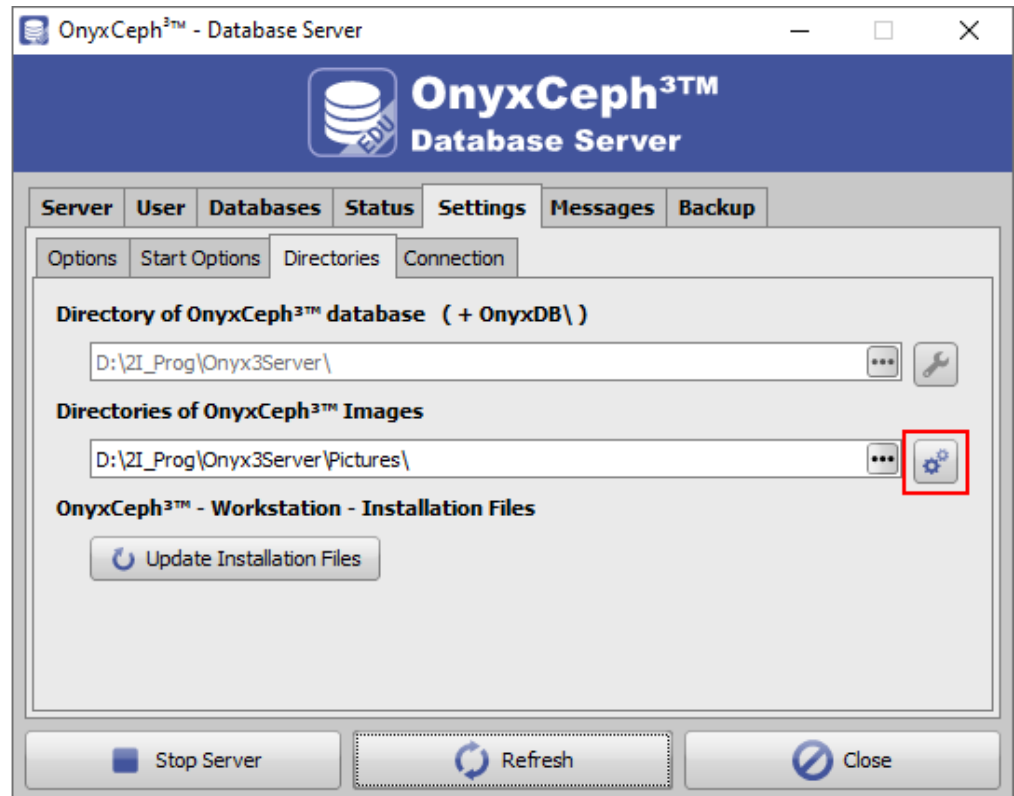 OnyxCeph³™ - Database Server
OnyxCeph³™
EDU
Database Server
Server User Databases Status Settings Messages Backup
Options Start Options Directories Connection
Directory of OnyxCeph³™ database ( + OnyxDB\ )
D:\2I_Prog\Onyx3Server\
Directories of OnyxCeph³™ Images
D:\2I_Prog\Onyx3Server\Pictures\
OnyxCeph³™ - Workstation - Installation Files
Update Installation Files
Stop Server Refresh Close